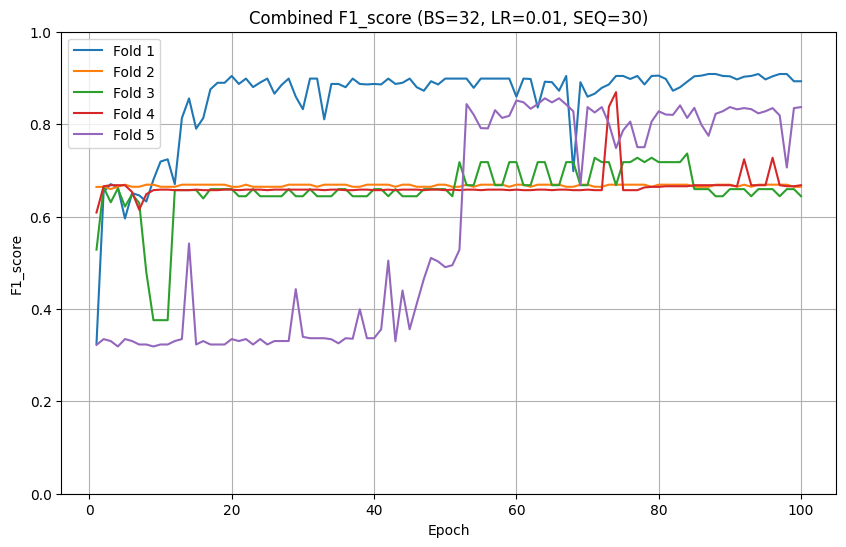 Combined F1_score (BS=32, LR=0.01, SEQ=30)
Fold 1
Fold 2
Fold 3
Fold 4
Fold 5
F1_score
1.0
0.8
0.6
0.4
0.2
0.0
0 20 40 60 80 100
Epoch